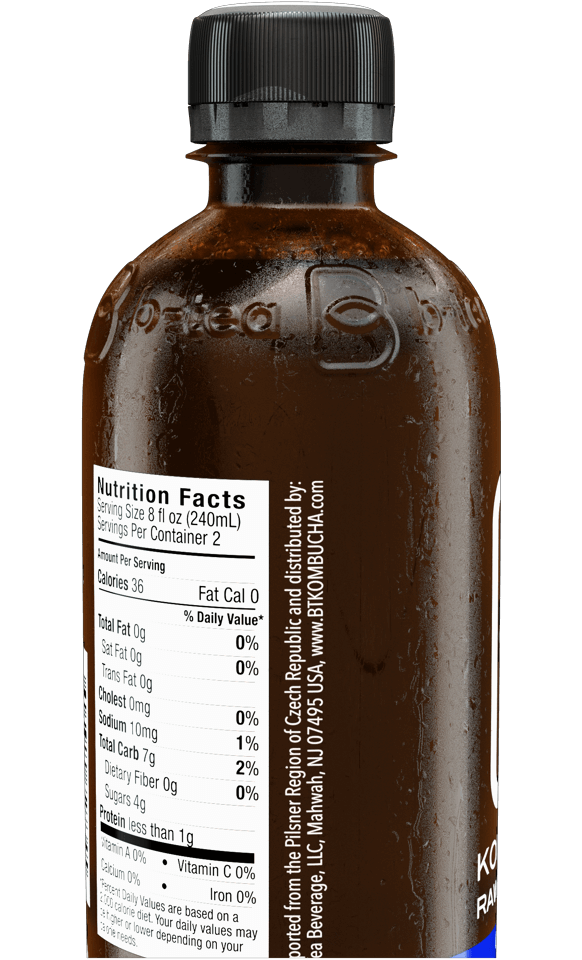 b-tea
B
Nutrition Facts
Serving Size 8 fl oz (240mL)
Servings Per Container 2
Amount Per Serving
Calories 36 Fat Cal 0
% Daily Value*
Total Fat 0g 0%
Sat Fat 0g 0%
Trans Fat 0g
Cholest 0mg 0%
Sodium 10mg 1%
Total Carb 7g 2%
Dietary Fiber 0g 0%
Sugars 4g
Protein less than 1g
Vitamin A 0% • Vitamin C 0%
Calcium 0% • Iron 0%
*Percent Daily Values are based on a
calorie diet. Your daily values may
be higher or lower depending on your
needs.
ported from the Pilsner Region of Czech Republic and distributed by:
ea Beverage, LLC, Mahwah, NJ 07495 USA, www.BTKOMBUCHA.com
KO
RAW